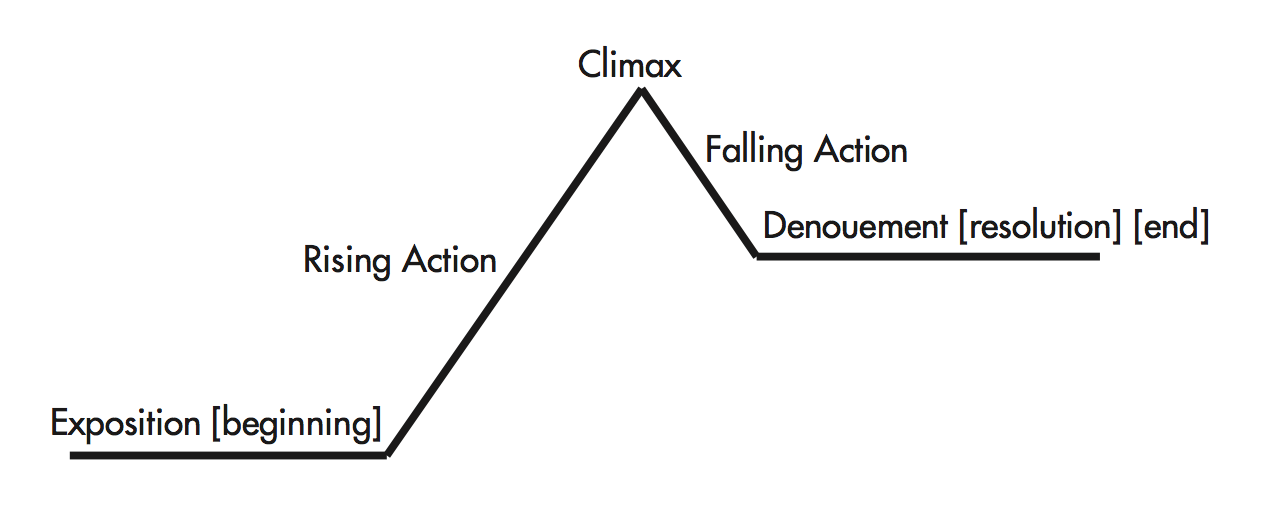 Climax
Falling Action
Denouement [resolution] [end]
Rising Action
Exposition [beginning]